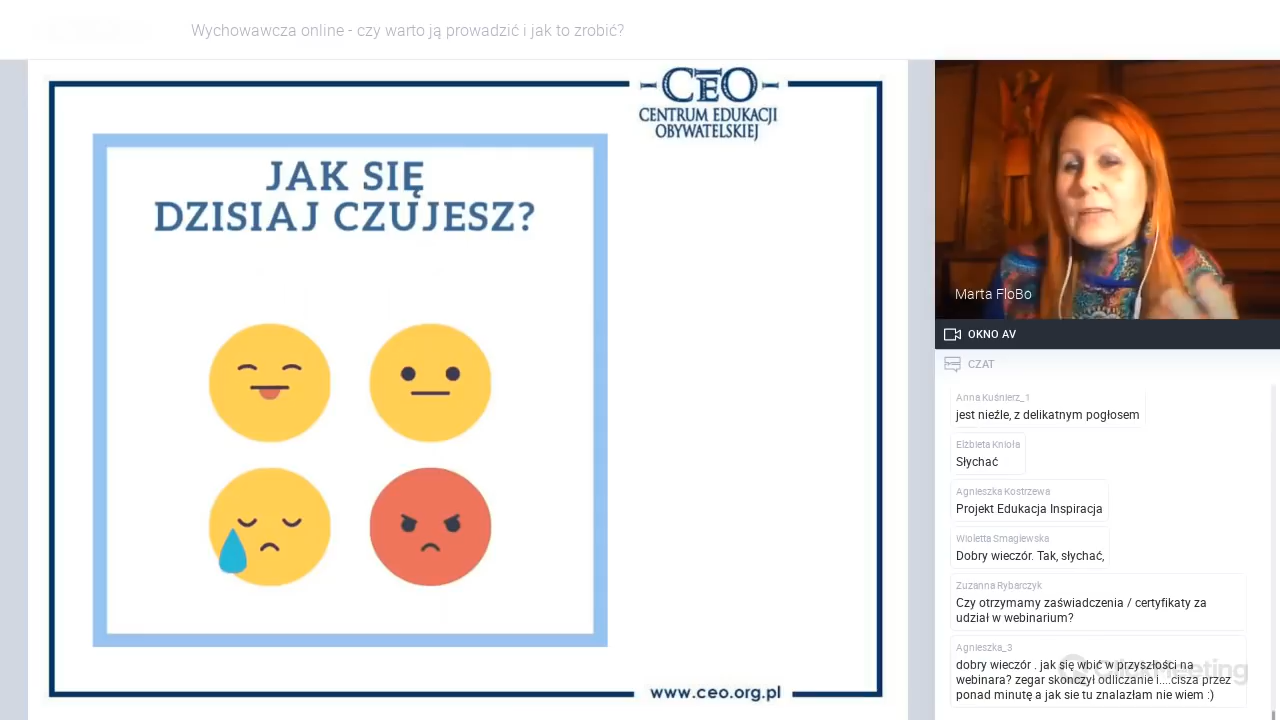 Wychowawcza online - czy warto ją prowadzić i jak to zrobić?
CEO
CENTRUM EDUKACJI
OBYWATELSKIEJ
JAK SIĘ
DZISIAJ CZUJESZ?
www.ceo.org.pl
Marta FloBo
OKNO AV
CZAT
Anna Kuśnierz_1
jest nieźle, z delikatnym pogłosem
Elżbieta Knioła
Słychać
Agnieszka Kostrzewa
Projekt Edukacja Inspiracja
Wioletta Smagiewska
Dobry wieczór. Tak, słychać,
Zuzanna Rybarczyk
Czy otrzymamy zaświadczenia / certyfikaty za
udział w webinarium?
Agnieszka_3
dobry wieczór . jak się wbić w przyszłości na
webinara? zegar skończył odliczanie i....cisza przez
ponad minutę a jak sie tu znalazłam nie wiem :)
ClickMeeting